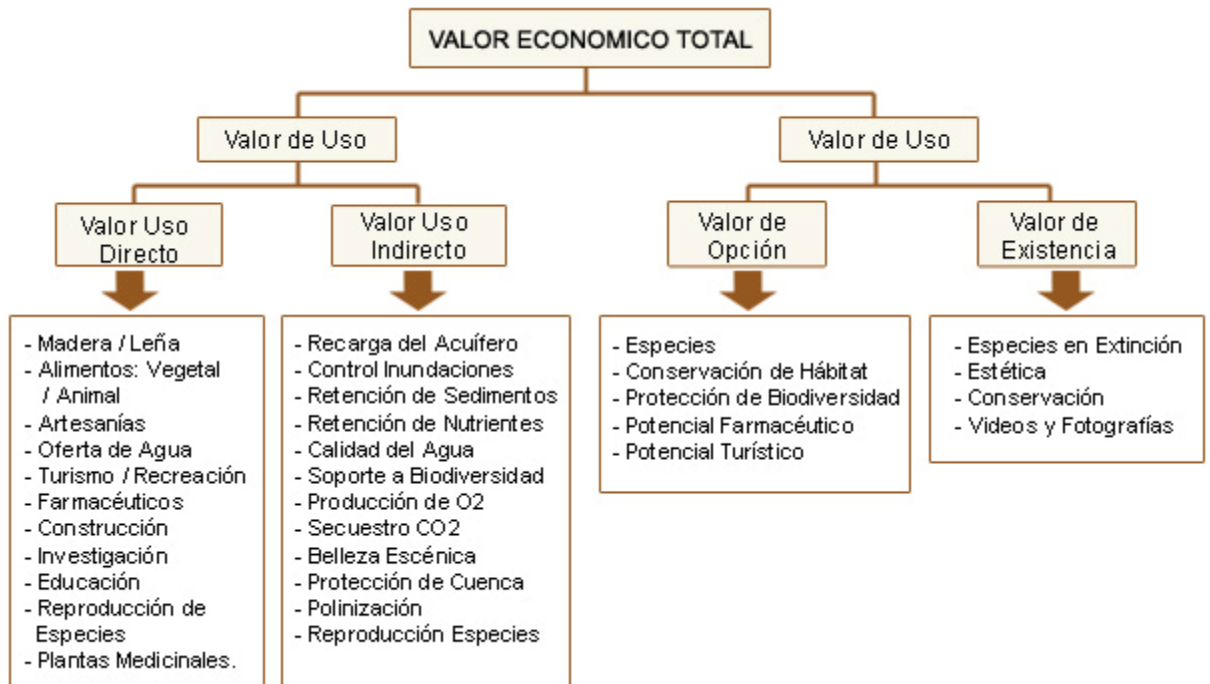 VALOR ECONOMICO TOTAL
Valor de Uso
Valor de Uso
Valor Uso
Directo
Valor Uso
Indirecto
Valor de
Opción
Valor de
Existencia
- Madera / Leña
- Alimentos: Vegetal
/ Animal
- Artesanías
- Oferta de Agua
- Turismo / Recreación
- Farmacéuticos
- Construcción
- Investigación
- Educación
- Reproducción de
Especies
- Plantas Medicinales.
- Recarga del Acuífero
- Control Inundaciones
- Retención de Sedimentos
- Retención de Nutrientes
- Calidad del Agua
- Soporte a Biodiversidad
- Producción de O2
- Secuestro CO2
- Belleza Escénica
- Protección de Cuenca
- Polinización
- Reproducción Especies
- Especies
- Conservación de Hábitat
- Protección de Biodiversidad
- Potencial Farmacéutico
- Potencial Turístico
- Especies en Extinción
- Estética
- Conservación
- Videos y Fotografías